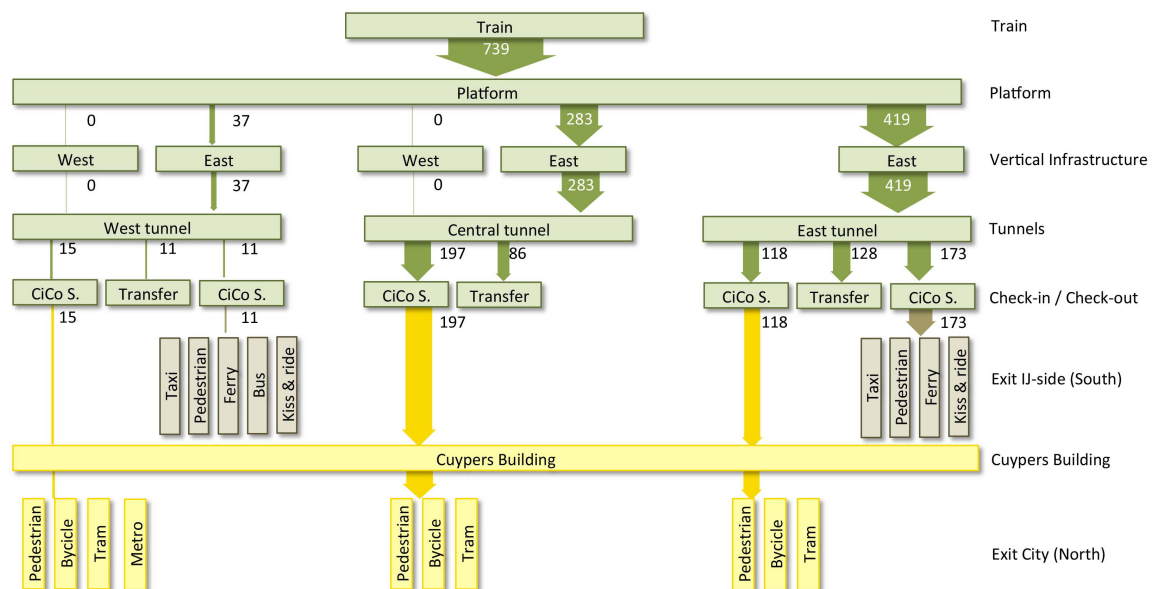 Train
Train
739
Platform
Platform
0
37
0
283
419
West
East
West
East
East
Vertical Infrastructure
0
37
0
283
419
West tunnel
Central tunnel
East tunnel
Tunnels
15
11
11
197
86
118
128
173
CiCo S.
Transfer
CiCo S.
CiCo S.
Transfer
CiCo S.
Transfer
CiCo S.
Check-in / Check-out
15
11
197
118
173
Taxi
Pedestrian
Ferry
Bus
Kiss & ride
Taxi
Pedestrian
Ferry
Kiss & ride
Exit IJ-side (South)
Cuypers Building
Cuypers Building
Pedestrian
Bycicle
Tram
Metro
Pedestrian
Bycicle
Tram
Pedestrian
Bycicle
Tram
Exit City (North)